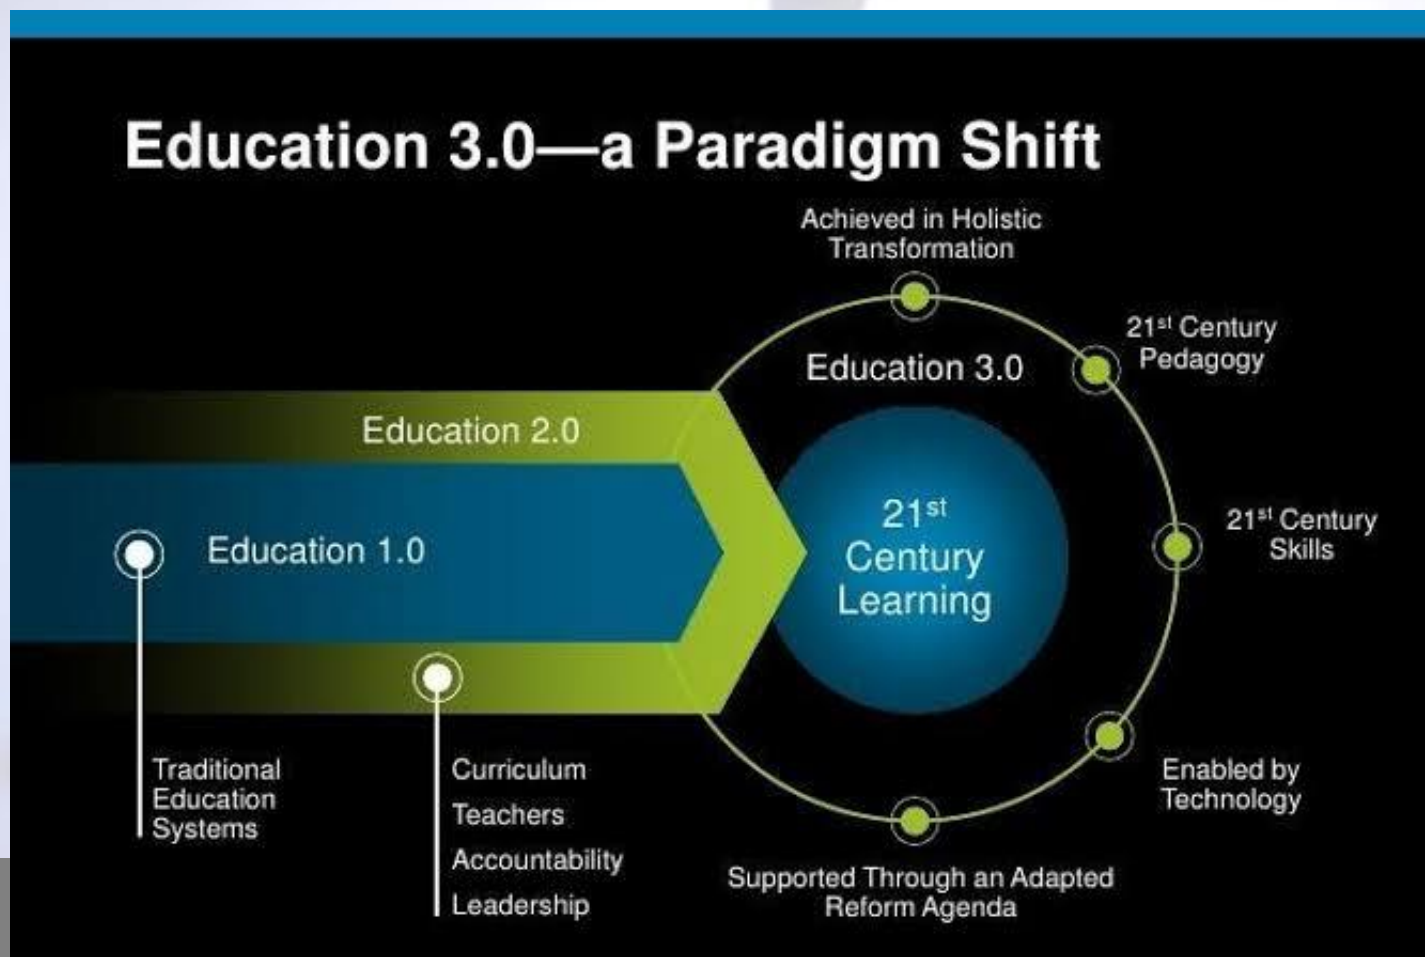 Education 3.0—a Paradigm Shift
Achieved in Holistic
Transformation
21st Century
Pedagogy
Education 3.0
Education 2.0
21st
Century
Learning
21st Century
Skills
Education 1.0
Traditional
Education
Systems
Curriculum
Teachers
Accountability
Leadership
Enabled by
Technology
Supported Through an Adapted
Reform Agenda